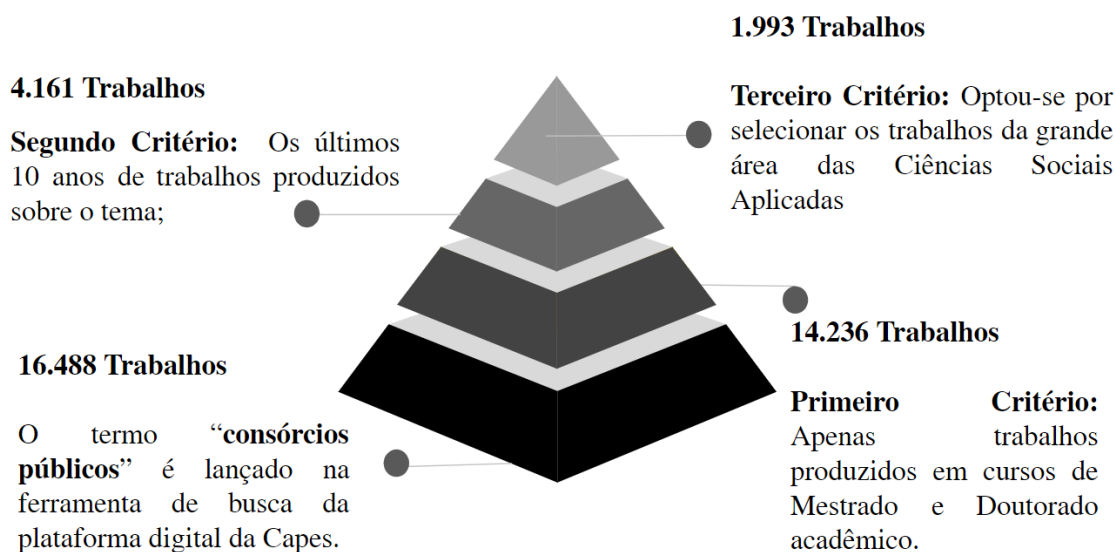 4.161 Trabalhos
Segundo Critério: Os últimos
10 anos de trabalhos produzidos
sobre o tema;
1.993 Trabalhos
Terceiro Critério: Optou-se por
selecionar os trabalhos da grande
área das Ciências Sociais
Aplicadas
16.488 Trabalhos
O termo “consórcios
públicos” é lançado na
ferramenta de busca da
plataforma digital da Capes.
14.236 Trabalhos
Primeiro Critério:
Apenas trabalhos
produzidos em cursos de
Mestrado e Doutorado
acadêmico.